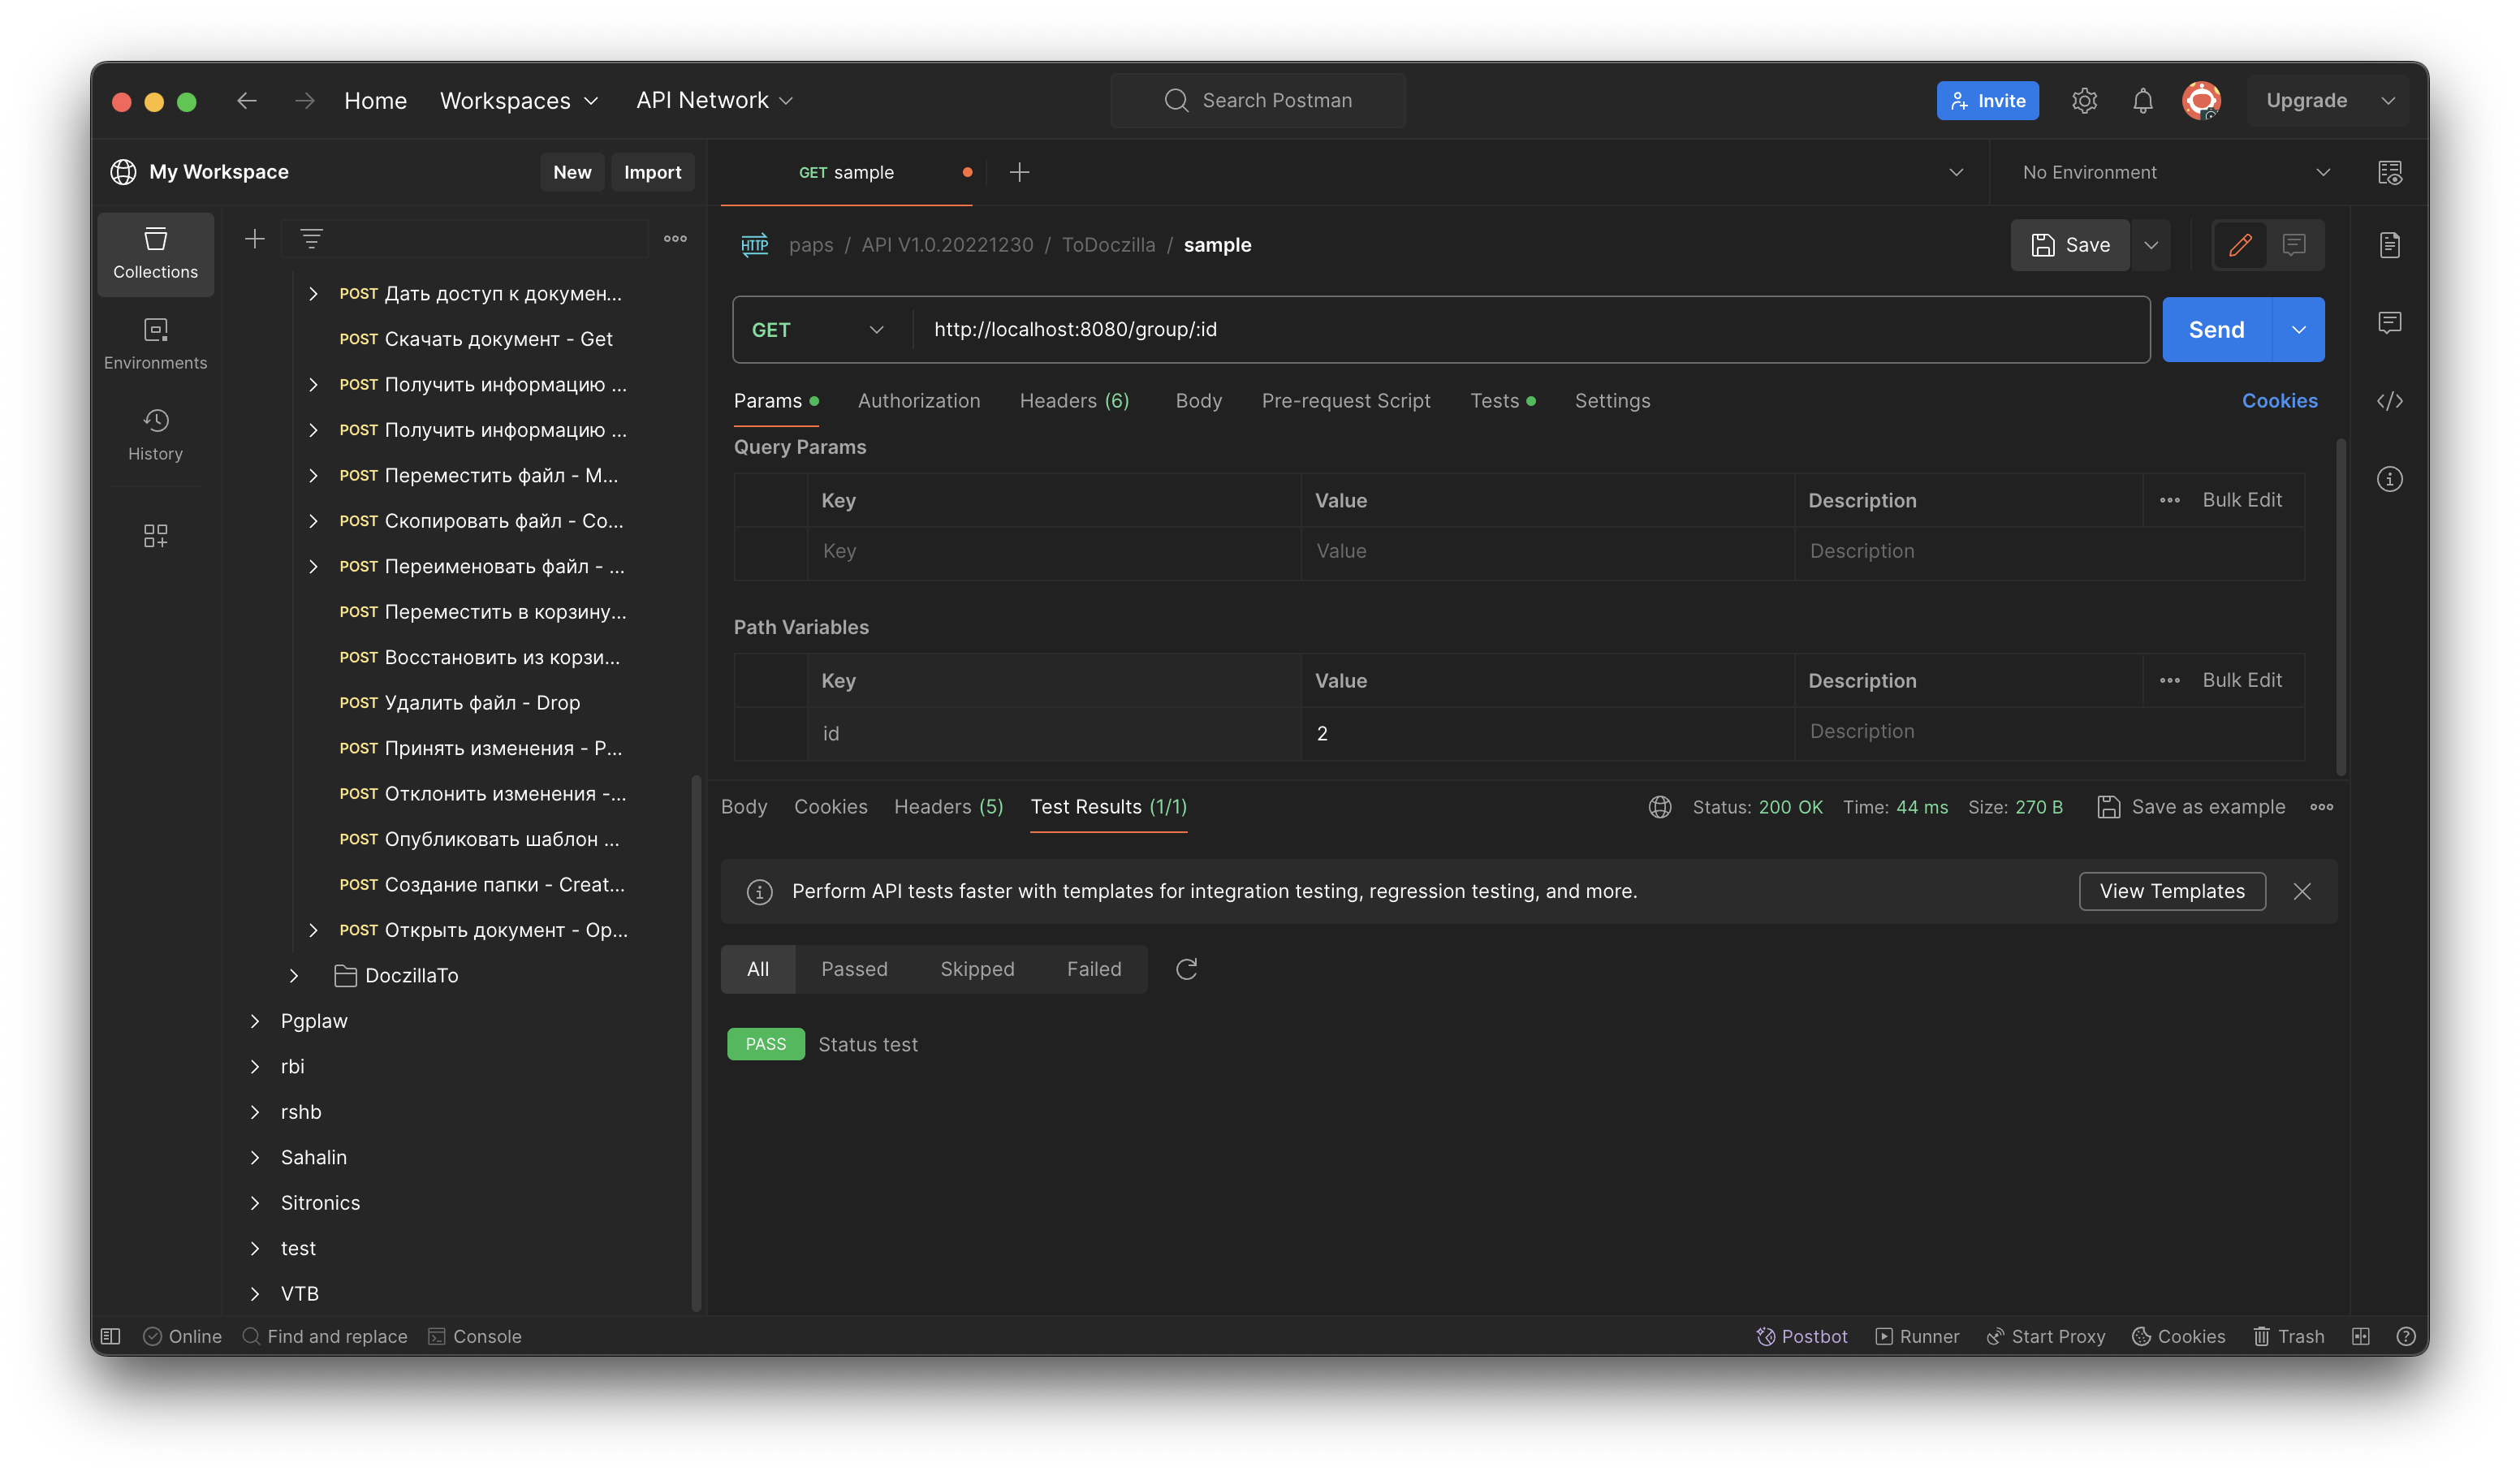 Home Workspaces API Network Search Postman Invite Upgrade
My Workspace New Import
GET sample No Environment
Collections
Environments
History
POST Дать доступ к докумен...
POST Скачать документ - Get
POST Получить информацию ...
POST Получить информацию ...
POST Переместить файл - M...
POST Скопировать файл - Co...
POST Переименовать файл - ...
POST Переместить в корзину...
POST Восстановить из корзи...
POST Удалить файл - Drop
POST Принять изменения - P...
POST Отклонить изменения -...
POST Опубликовать шаблон ...
POST Создание папки - Creat...
POST Открыть документ - Op...
DoczillaTo
Pgplaw
rbi
rshb
Sahalin
Sitronics
test
VTB
HTTP paps / API V1.0.20221230 / ToDoczilla / sample Save
GET http://localhost:8080/group/:id Send
Params Authorization Headers (6) Body Pre-request Script Tests Settings Cookies
Query Params
Key Value Description Bulk Edit
Key Value Description
Path Variables
Key Value Description Bulk Edit
id 2 Description
Body Cookies Headers (5) Test Results (1/1) Status: 200 OK Time: 44 ms Size: 270 B Save as example
Perform API tests faster with templates for integration testing, regression testing, and more. View Templates
All Passed Skipped Failed
PASS Status test
Online Find and replace Console Postbot Runner Start Proxy Cookies Trash